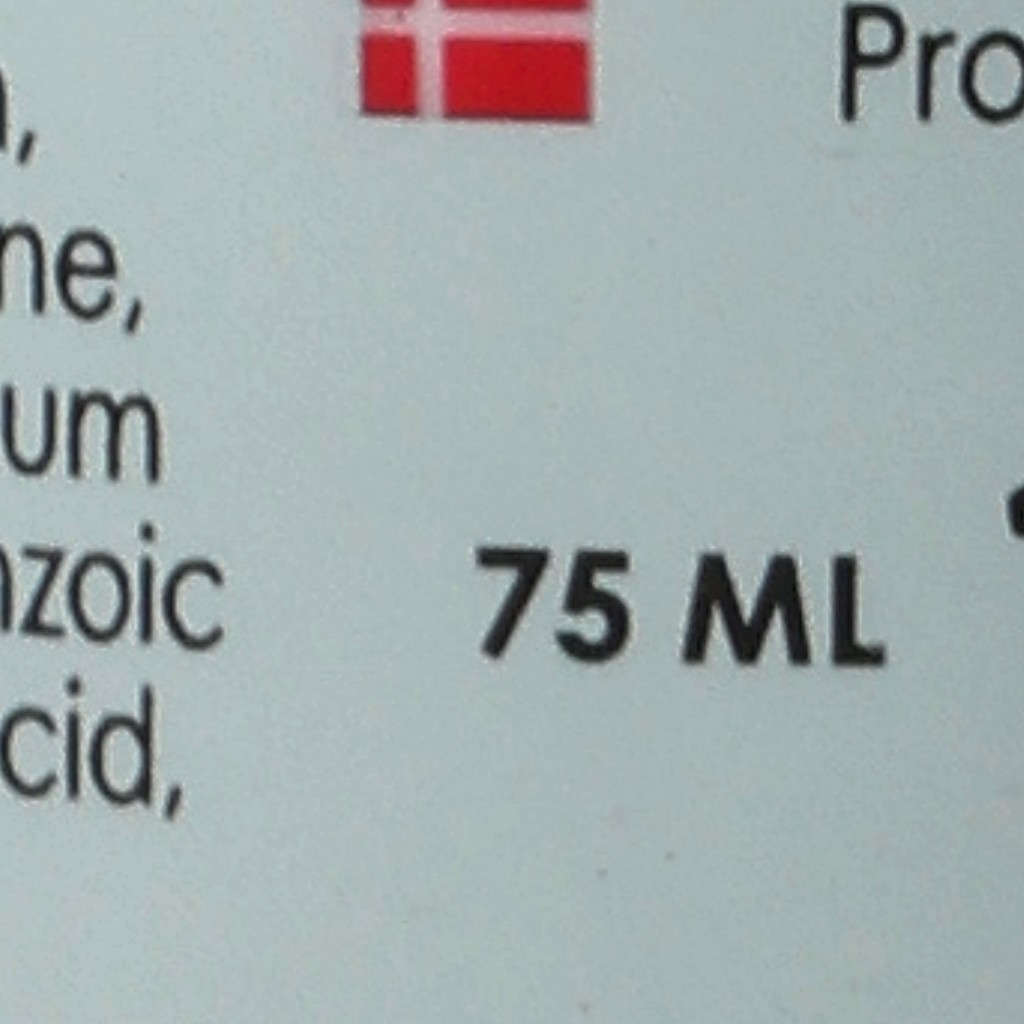 Pro
ne,
um
nzoic
75 ML
cid,